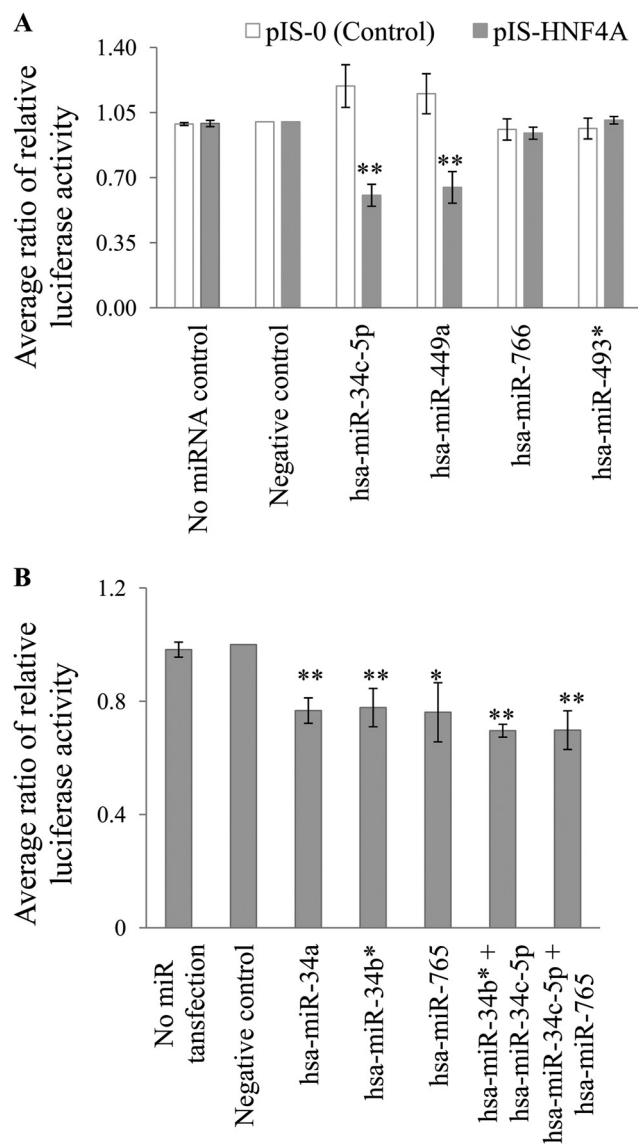 A
pIS-0 (Control)
pIS-HNF4A
Average ratio of relative
luciferase activity
1.40
1.05
0.70
0.35
0.00
**
**
No miRNA control
Negative control
hsa-miR-34c-5p
hsa-miR-449a
hsa-miR-766
hsa-miR-493*
B
Average ratio of relative
luciferase activity
1.2
0.8
0.4
0
**
**
*
**
**
No miR
tansfection
Negative control
hsa-miR-34a
hsa-miR-34b*
hsa-miR-765
hsa-miR-34b* +
hsa-miR-34c-5p
hsa-miR-34c-5p +
hsa-miR-765